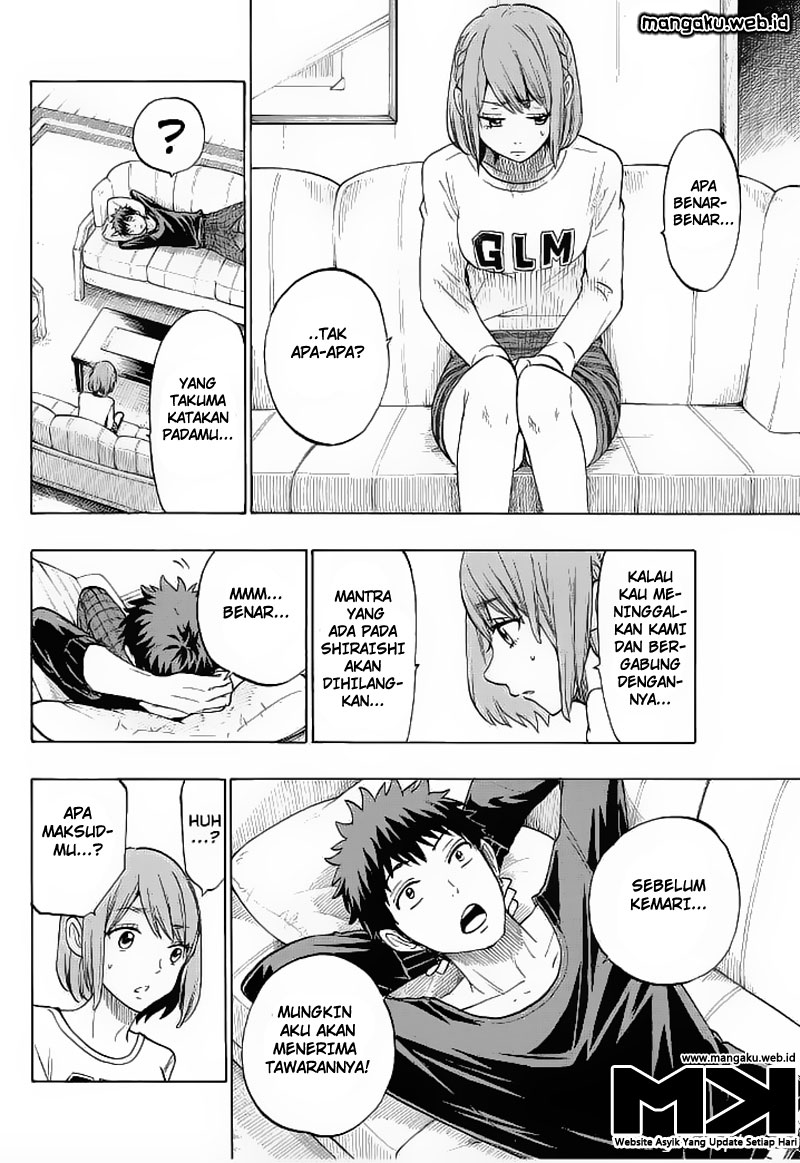 mangaku.web.id
APA
BENAR-
BENAR...
GLM
..TAK
APA-APA?
?
YANG
TAKUMA
KATAKAN
PADAMU...
KALAU
KAU ME-
NINGGAL-
KAN KAMI
DAN BER-
GABUNG
DENGAN-
NYA...
MANTRA
YANG
ADA PADA
SHIRAISHI
AKAN
DIHILANG-
KAN...
MMM...
BENAR...
SEBELUM
KEMARI...
MUNGKIN
AKU AKAN
MENERIMA
TAWARANNYA!
HUH
...?
APA
MAKSUD-
MU...?
www.mangaku.web.id
MK
Website Asyik Yang Update Setiap Hari